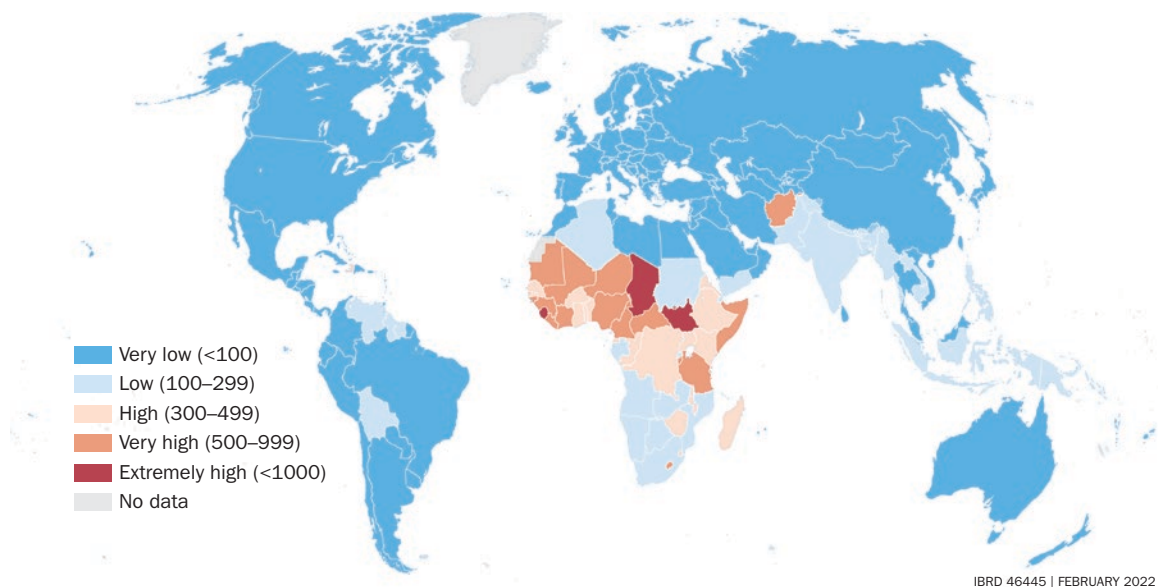 Very low (<100)
Low (100–299)
High (300–499)
Very high (500–999)
Extremely high (<1000)
No data
IBRD 46445 | FEBRUARY 2022